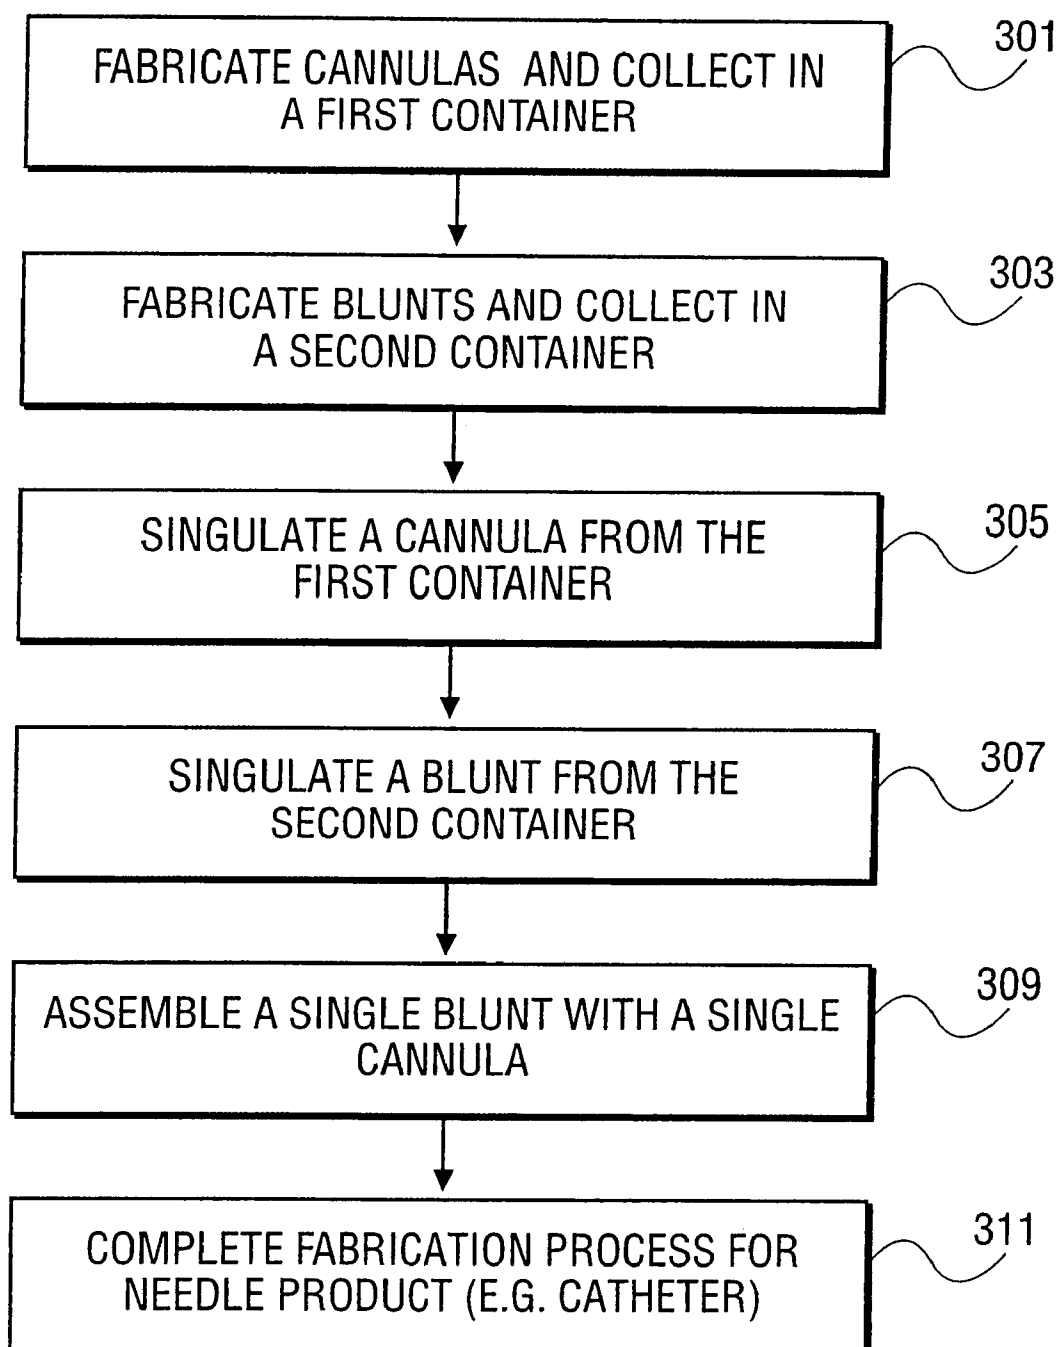 FABRICATE CANNULAS AND COLLECT IN
A FIRST CONTAINER
301
FABRICATE BLUNTS AND COLLECT IN
A SECOND CONTAINER
303
SINGULATE A CANNULA FROM THE
FIRST CONTAINER
305
SINGULATE A BLUNT FROM THE
SECOND CONTAINER
307
ASSEMBLE A SINGLE BLUNT WITH A SINGLE
CANNULA
309
COMPLETE FABRICATION PROCESS FOR
NEEDLE PRODUCT (E.G. CATHETER)
311